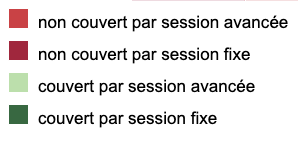 non couvert par session avancée
non couvert par session fixe
couvert par session avancée
couvert par session fixe